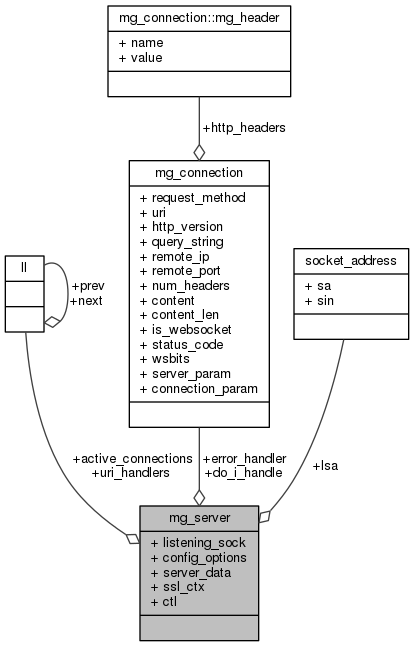 mg_connection::mg_header
+ name
+ value
+http_headers
mg_connection
+ request_method
+ uri
+ http_version
+ query_string
+ remote_ip
+ remote_port
+ num_headers
+ content
+ content_len
+ is_websocket
+ status_code
+ wsbits
+ server_param
+ connection_param
ll
+prev
+next
socket_address
+ sa
+ sin
+active_connections
+uri_handlers
+error_handler
+do_i_handle
+lsa
mg_server
+ listening_sock
+ config_options
+ server_data
+ ssl_ctx
+ ctl